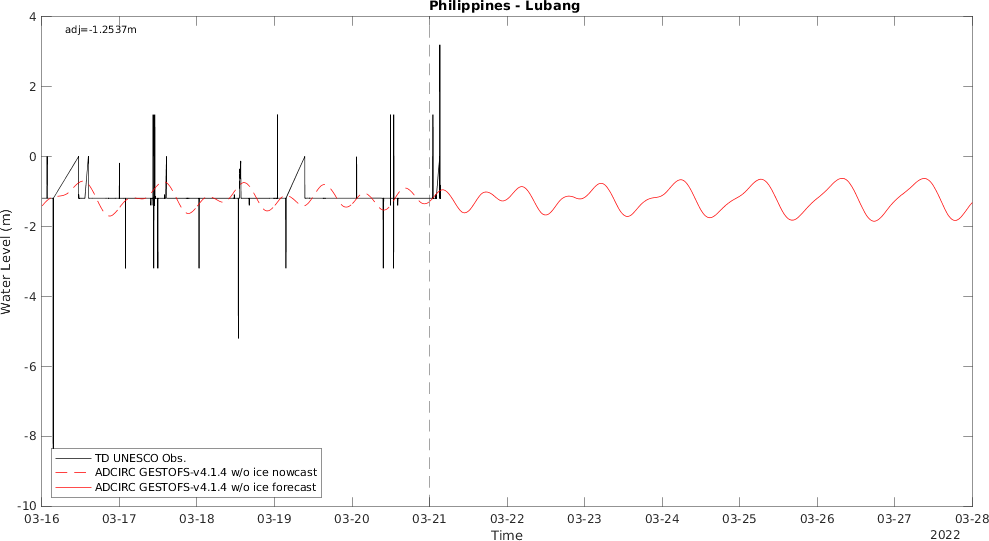 Philippines - Lubang
adj=-1.2537m
4
2
0
-2
-4
-6
-8
-10
Water Level (m)
TD UNESCO Obs.
ADCIRC GESTOFS-v4.1.4 w/o ice nowcast
ADCIRC GESTOFS-v4.1.4 w/o ice forecast
03-16 03-17 03-18 03-19 03-20 03-21 03-22 03-23 03-24 03-25 03-26 03-27 03-28
Time
2022